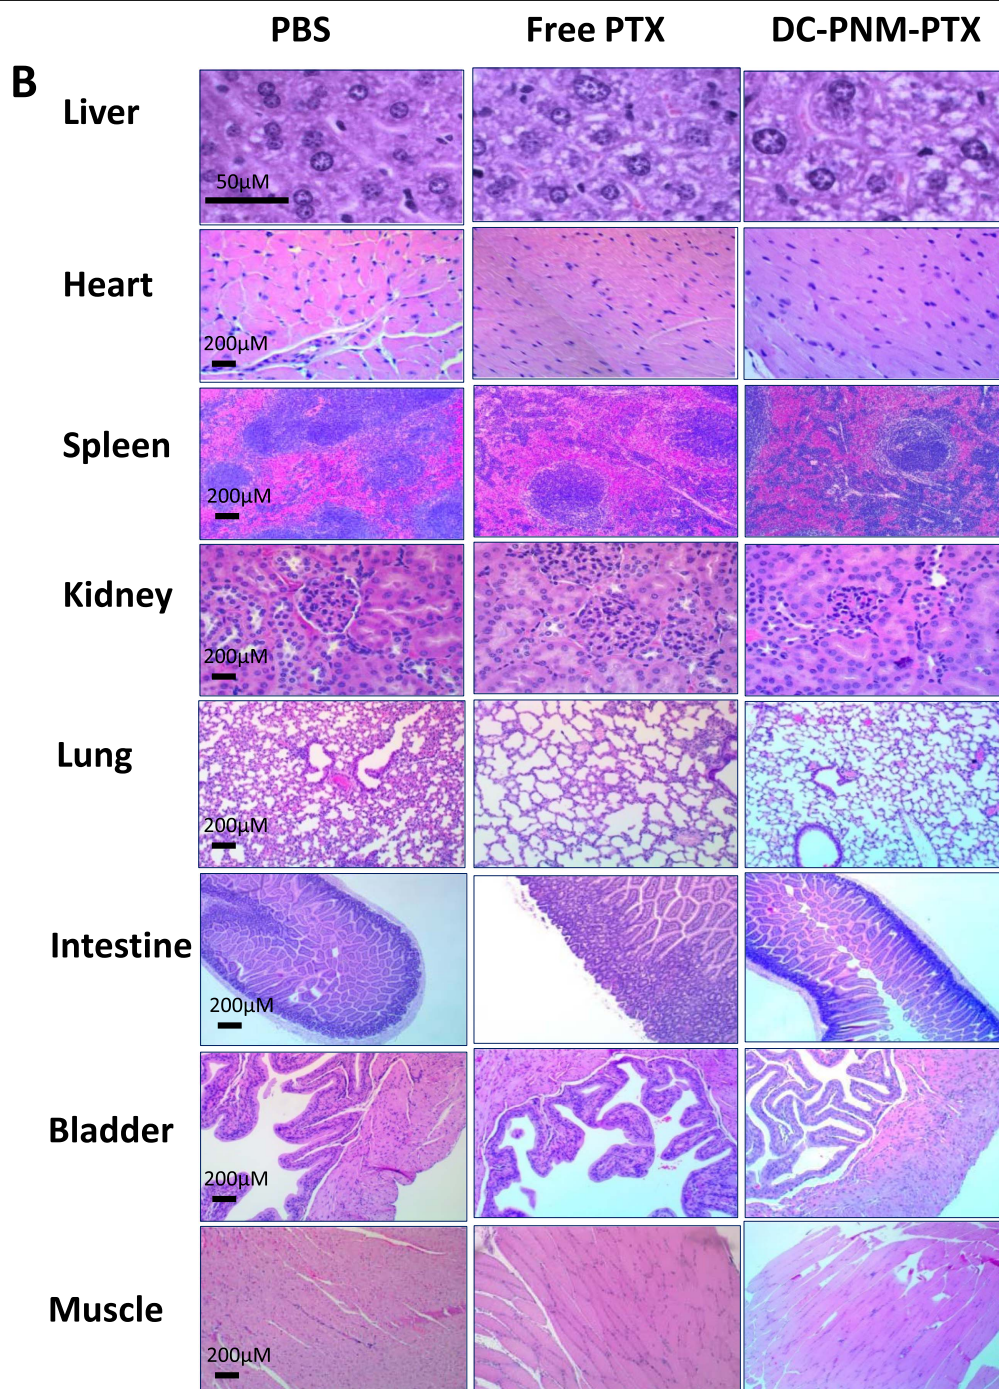 PBS Free PTX DC-PNM-PTX
B
Liver
50µM
Heart
200µM
Spleen
200µM
Kidney
200µM
Lung
200µM
Intestine
200µM
Bladder
200µM
Muscle
200µM